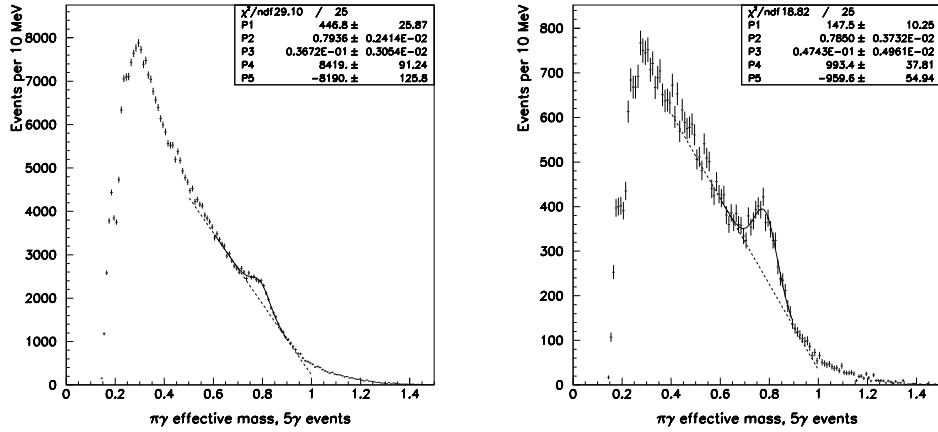 χ²/ndf 29.10 / 25
P1 446.8 ± 25.87
P2 0.7936 ± 0.2414E-02
P3 0.3672E-01 ± 0.3054E-02
P4 8419. ± 91.24
P5 -8190. ± 125.8
Events per 10 MeV
8000
7000
6000
5000
4000
3000
2000
1000
0
0 0.2 0.4 0.6 0.8 1 1.2 1.4
πγ effective mass, 5γ events
χ²/ndf 18.82 / 25
P1 147.5 ± 10.25
P2 0.7850 ± 0.3732E-02
P3 0.4743E-01 ± 0.4961E-02
P4 993.4 ± 37.81
P5 -959.6 ± 54.94
Events per 10 MeV
800
700
600
500
400
300
200
100
0
0 0.2 0.4 0.6 0.8 1 1.2 1.4
πγ effective mass, 5γ events